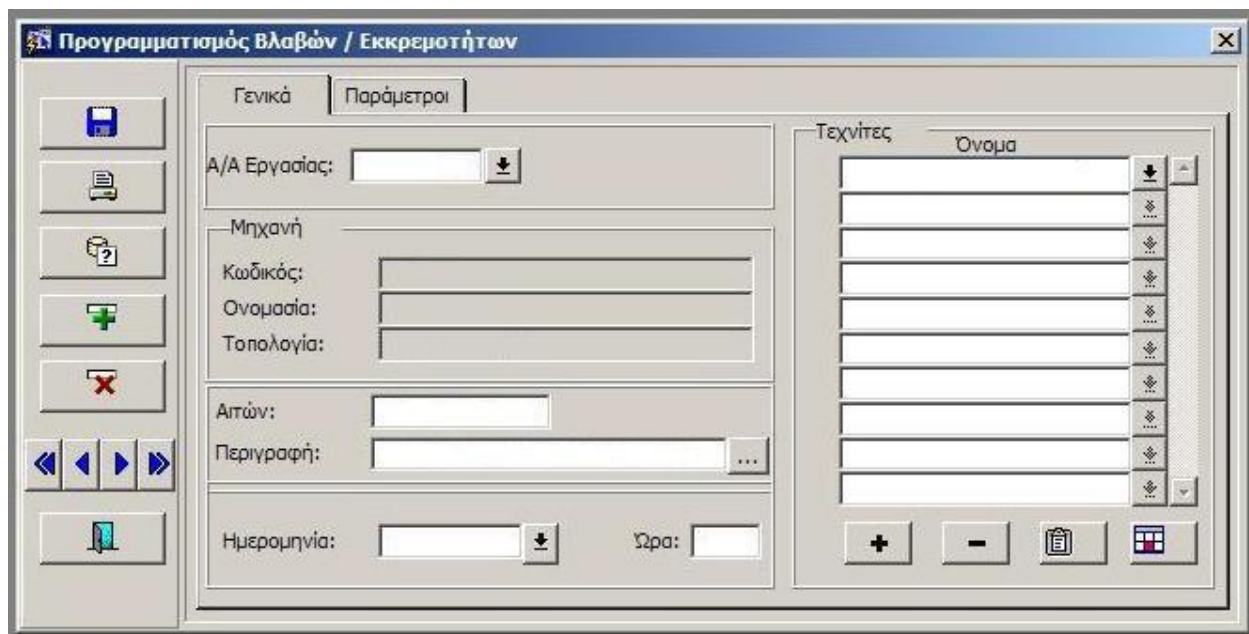 Προγραμματισμός Βλαβών / Εκκρεμοτήτων
Γενικά Παράμετροι
Α/Α Εργασίας:
Μηχανή
Κωδικός:
Ονομασία:
Τοπολογία:
Αιτών:
Περιγραφή:
...
Ημερομηνία:
Ώρα:
Τεχνίτες
Όνομα